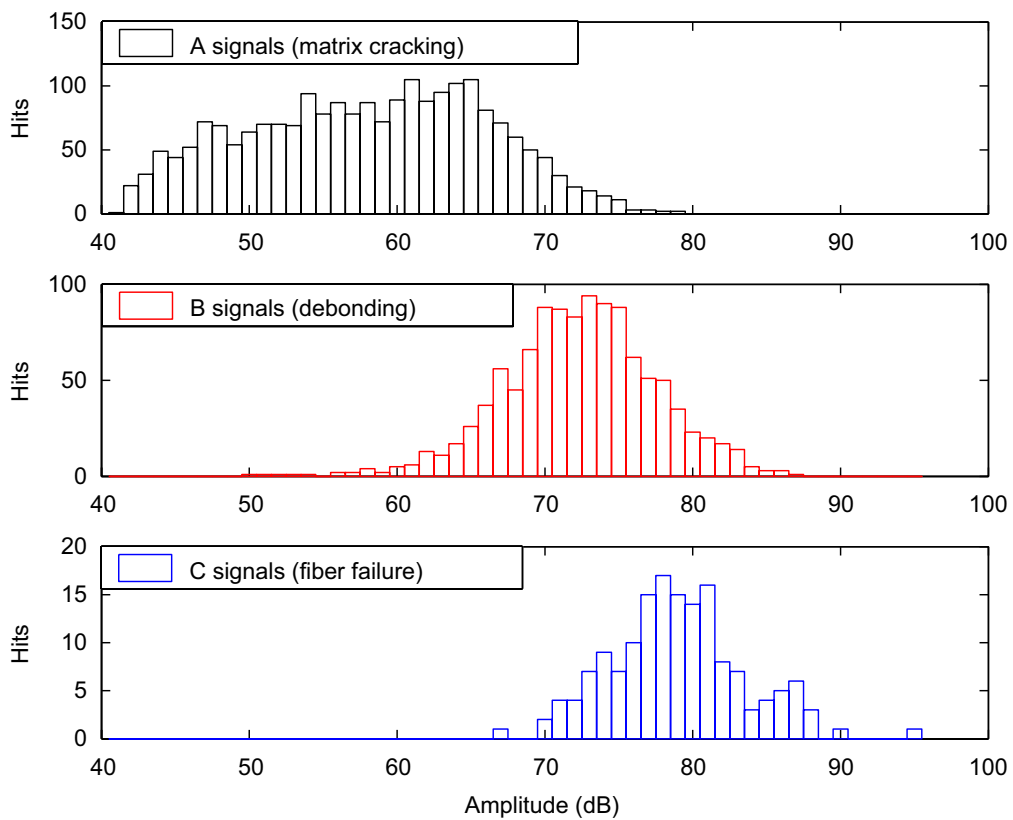 150
A signals (matrix cracking)
100
50
0
Hits
40 50 60 70 80 90 100
100
B signals (debonding)
50
0
Hits
40 50 60 70 80 90 100
20
C signals (fiber failure)
15
10
5
0
Hits
40 50 60 70 80 90 100
Amplitude (dB)